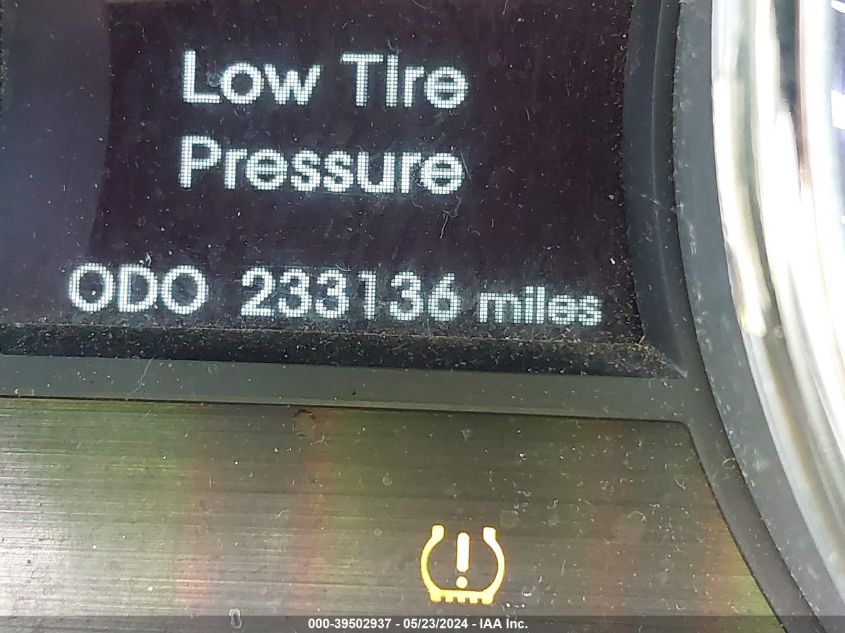 Low Tire
Pressure
ODO 233136 miles
000-39502937 - 05/23/2024 - IAA Inc.